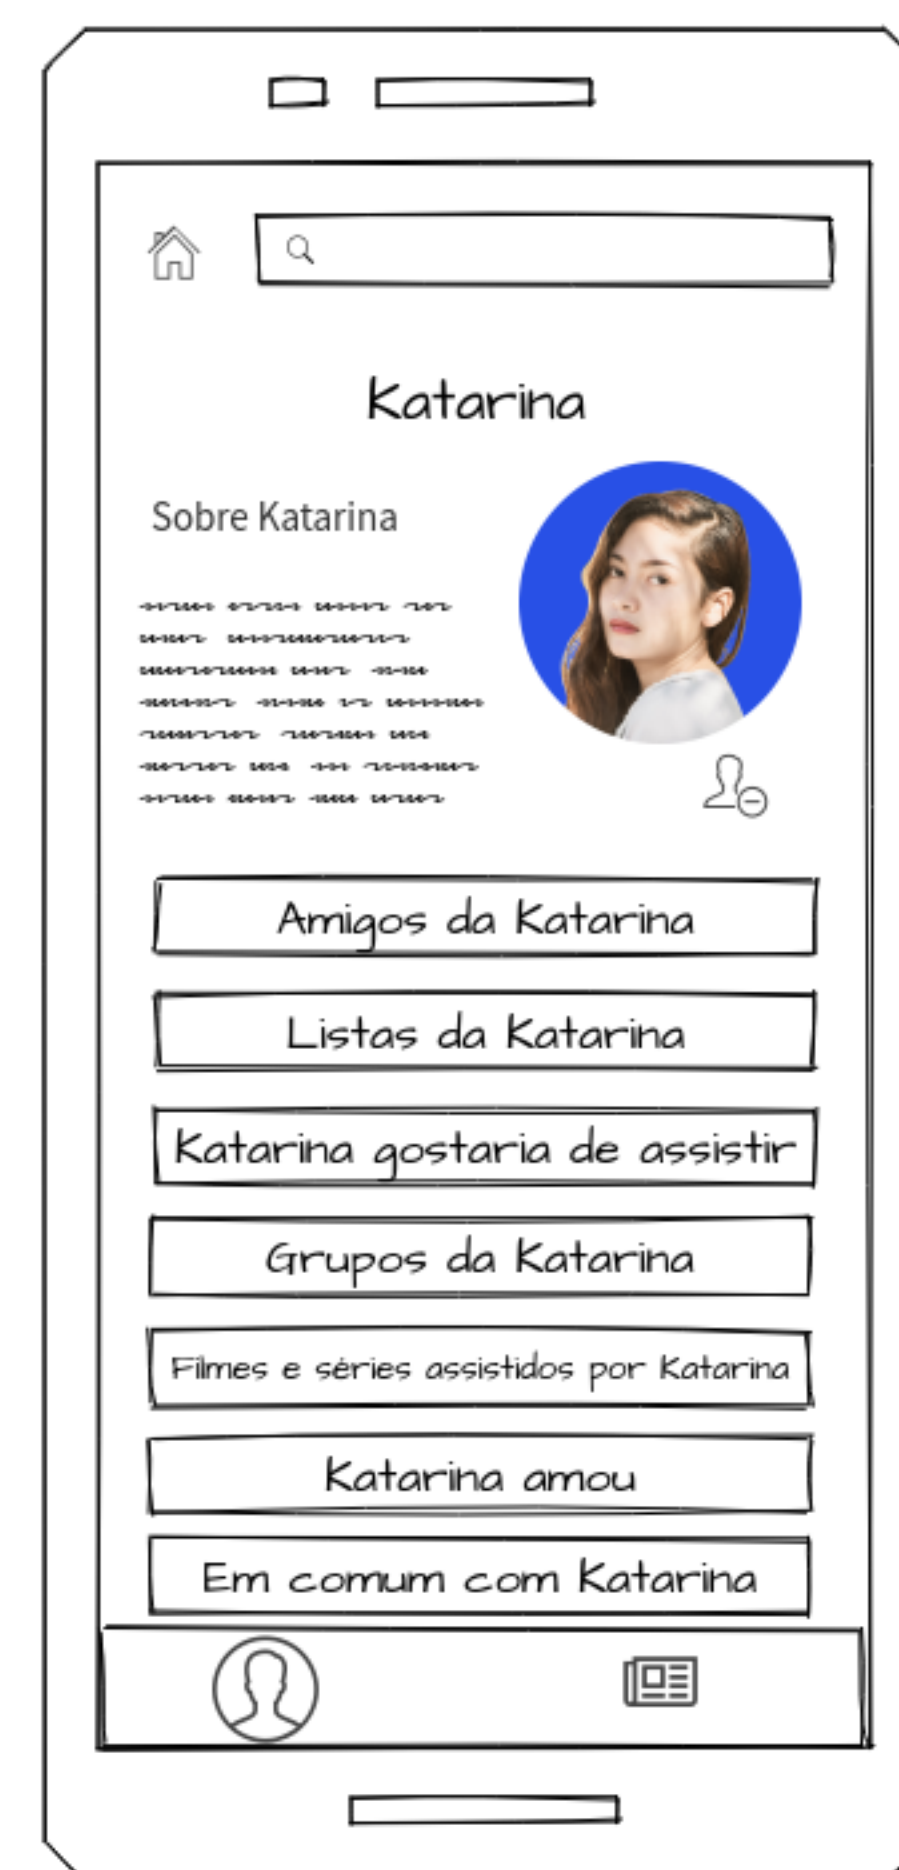 Katarina
Sobre Katarina
Amigos da Katarina
Listas da Katarina
Katarina gostaria de assistir
Grupos da Katarina
Filmes e séries assistidos por Katarina
Katarina amou
Em comum com Katarina